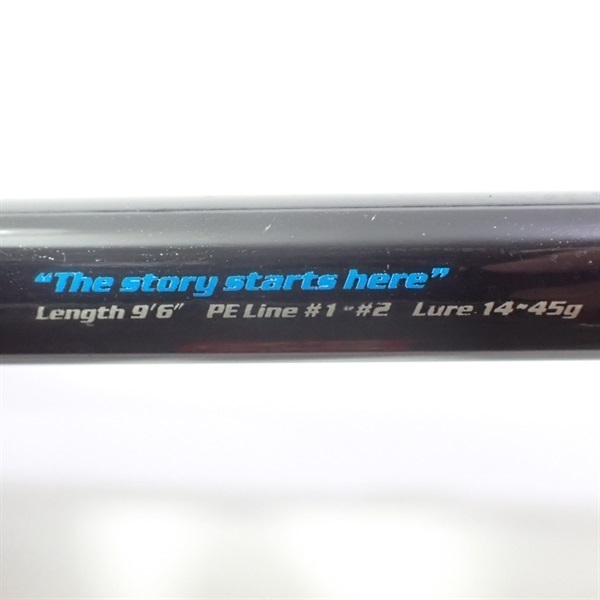 “The story starts here”
Length 9'6" PE Line #1~#2 Lure 14~45g